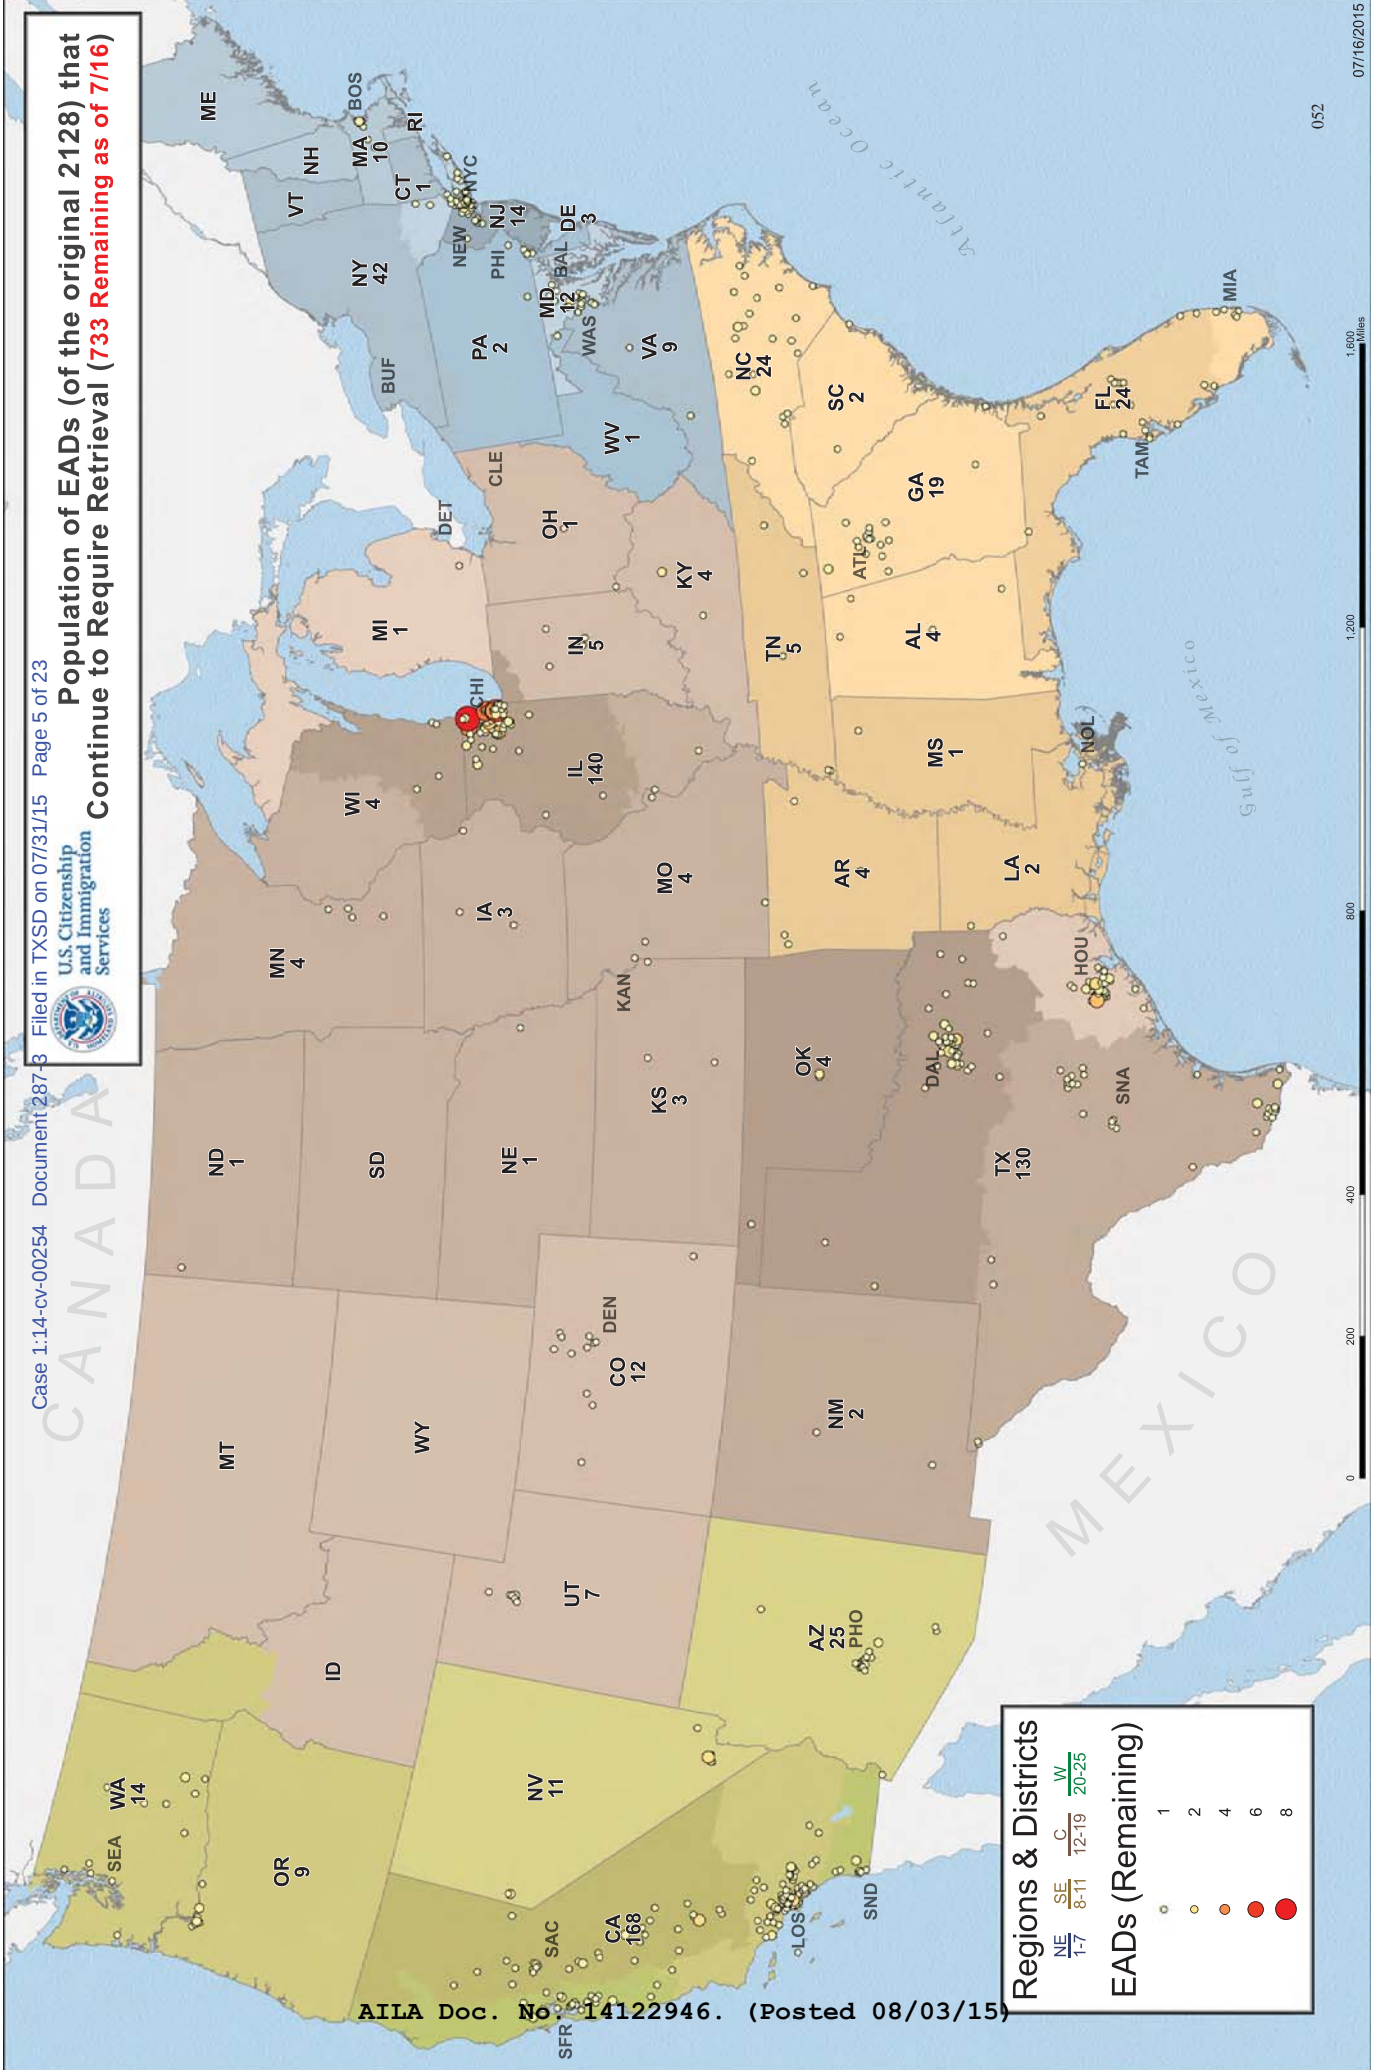 Case 1:14-cv-00254 Document 287-3 Filed in TXSD on 07/31/15 Page 5 of 23
U.S. Citizenship
and Immigration
Services
Population of EADs (of the original 2128) that
Continue to Require Retrieval (733 Remaining as of 7/16)
CANADA
MEXICO
Atlantic Ocean
Gulf of Mexico
SEA
WA
14
OR
9
SFR
SAC
CA
168
LOS
SND
NV
11
ID
MT
WY
UT
7
AZ
25
PHO
CO
12
DEN
NM
2
ND
1
SD
NE
1
KS
3
KAN
OK
4
TX
130
DAL
SNA
HOU
MN
4
IA
3
MO
4
AR
4
LA
2
NOL
WI
4
IL
140
CHI
MS
1
MI
1
DET
IN
5
OH
1
CLE
KY
4
TN
5
AL
4
GA
19
ATL
FL
24
TAM
MIA
SC
2
NC
24
WV
1
VA
9
WAS
MD
12
BAL
DE
3
PA
2
PHI
NJ
14
NEW
NY
42
BUF
NYC
CT
1
RI
MA
10
BOS
VT
NH
ME
Regions & Districts
NE SE C W
1-7 8-11 12-19 20-25
EADs (Remaining)
1
2
4
6
8
0 200 400 800 1,200 1,600
Miles
052
07/16/2015
AILA Doc. No. 14122946. (Posted 08/03/15)